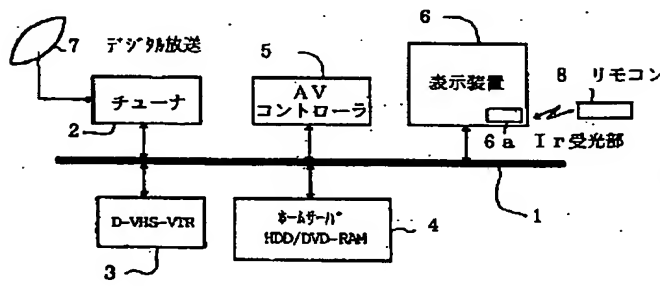 7 デジタル放送
チューナ
2
5
AV
コントローラ
6
表示装置
8 リモコン
6a Ir受光部
1
D-VHS-VTR
3
ホームサーバ
HDD/DVD-RAM
4